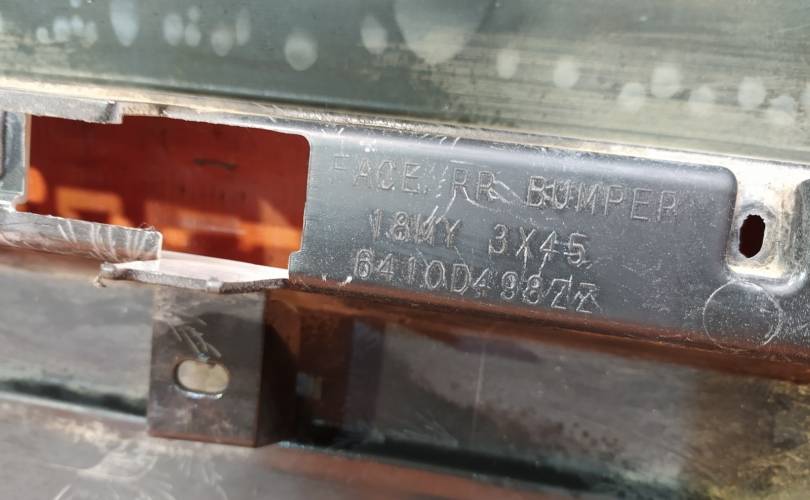 FACE, RR BUMPER
18MY 3X45
6410D498ZZ